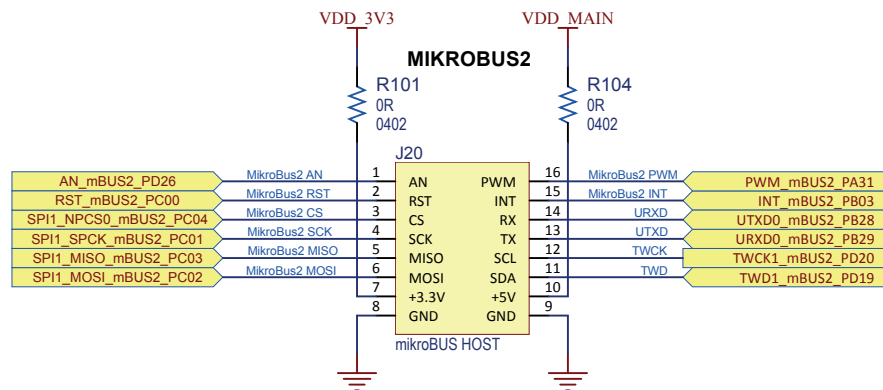 VDD_3V3 VDD_MAIN
MIKROBUS2
R101 R104
0R 0R
0402 0402
J20
AN_mBUS2_PD26 MikroBus2 AN 1 AN PWM 16 MikroBus2 PWM PWM_mBUS2_PA31
RST_mBUS2_PC00 MikroBus2 RST 2 RST INT 15 MikroBus2 INT INT_mBUS2_PB03
SPI1_NPCS0_mBUS2_PC04 MikroBus2 CS 3 CS RX 14 URXD UTXD0_mBUS2_PB28
SPI1_SPCK_mBUS2_PC01 MikroBus2 SCK 4 SCK TX 13 UTXD URXD0_mBUS2_PB29
SPI1_MISO_mBUS2_PC03 MikroBus2 MISO 5 MISO SCL 12 TWCK TWCK1_mBUS2_PD20
SPI1_MOSI_mBUS2_PC02 MikroBus2 MOSI 6 MOSI SDA 11 TWD TWD1_mBUS2_PD19
7 +3.3V +5V 10
8 GND GND 9
mikroBUS HOST